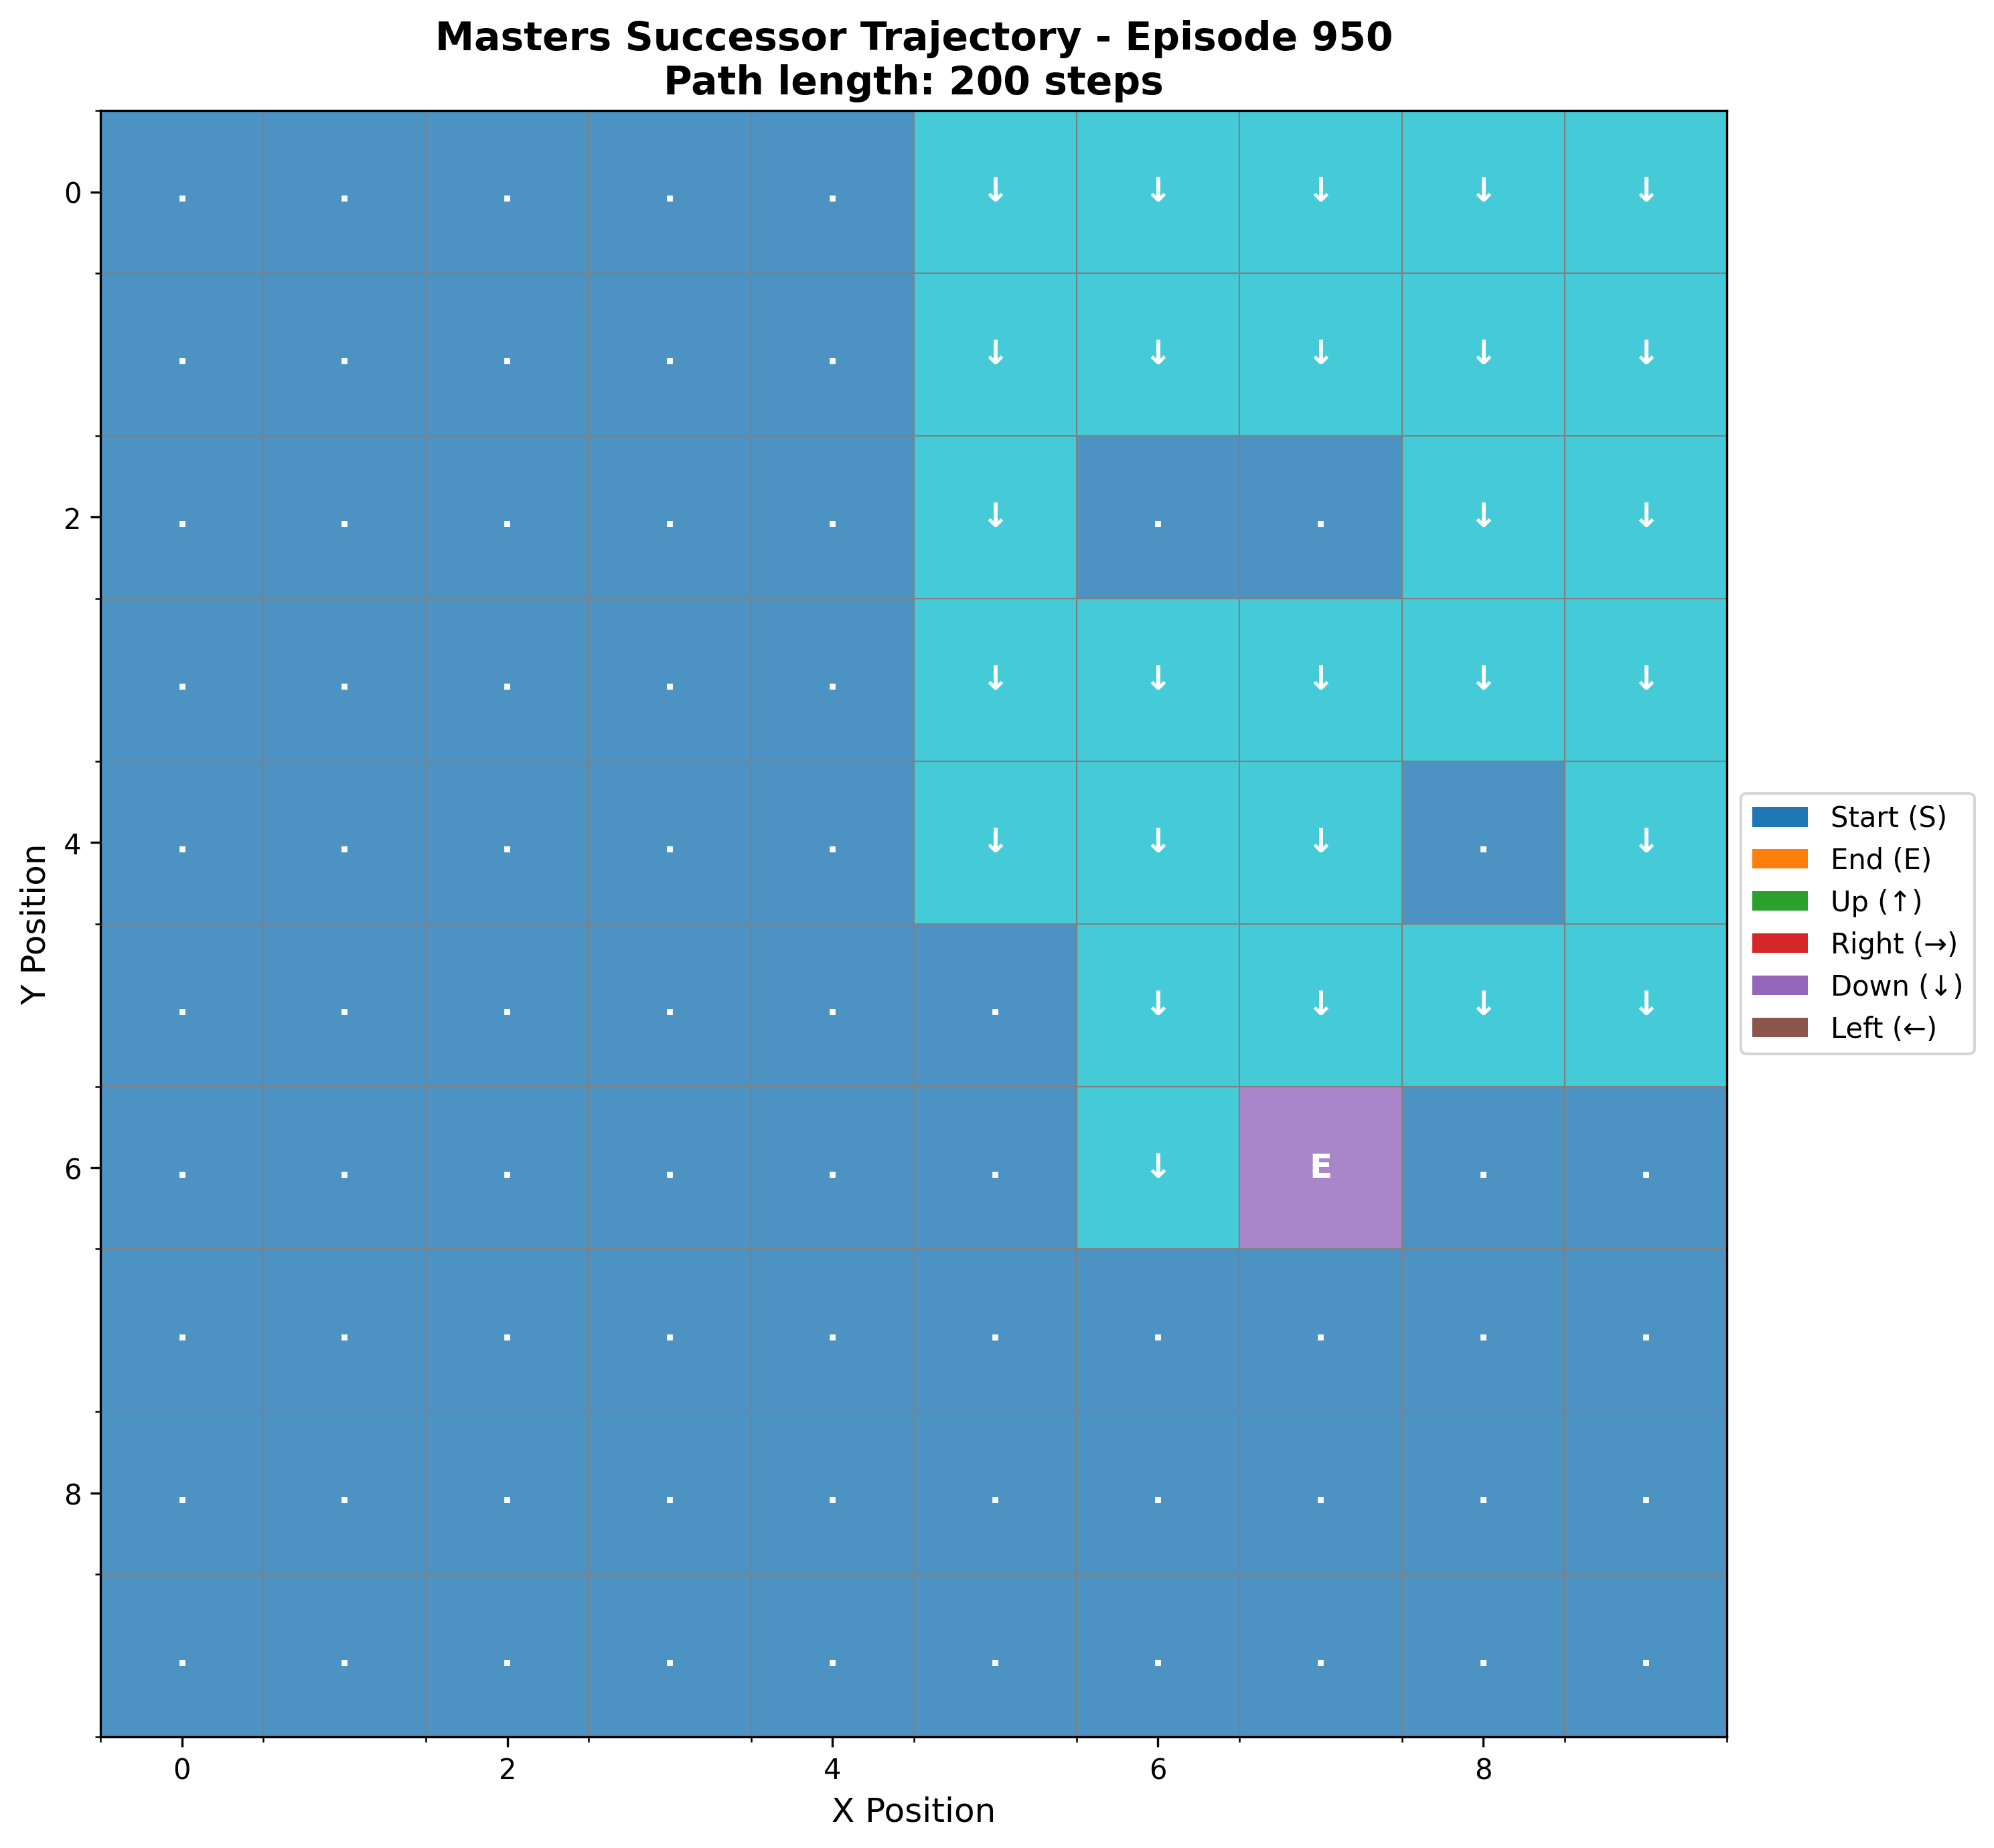 Masters Successor Trajectory - Episode 950
Path length: 200 steps
0 . . . . . ↓ ↓ ↓ ↓ ↓
. . . . . ↓ ↓ ↓ ↓ ↓
2 . . . . . ↓ . . ↓ ↓
. . . . . ↓ ↓ ↓ ↓ ↓
4 . . . . . ↓ ↓ ↓ . ↓
. . . . . . ↓ ↓ ↓ ↓
6 . . . . . . ↓ E . .
. . . . . . . . . .
8 . . . . . . . . . .
. . . . . . . . . .
0 2 4 6 8
X Position
Y Position
Start (S)
End (E)
Up (↑)
Right (→)
Down (↓)
Left (←)